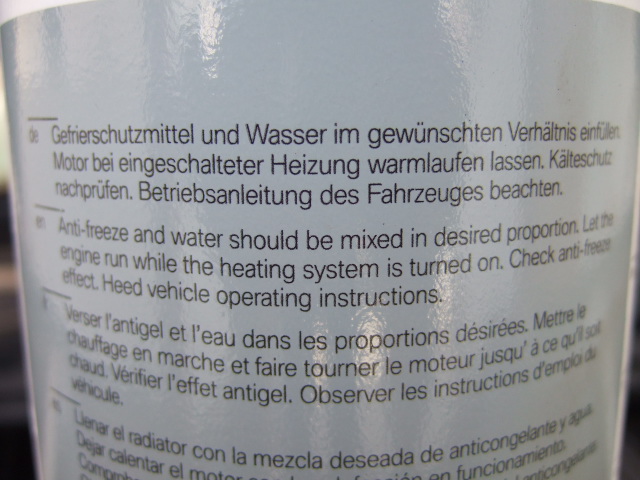 de Gefrierschutzmittel und Wasser im gewünschten Verhältnis einfüllen.
Motor bei eingeschalteter Heizung warmlaufen lassen. Kälteschutz
nachprüfen. Betriebsanleitung des Fahrzeuges beachten.
en Anti-freeze and water should be mixed in desired proportion. Let the
engine run while the heating system is turned on. Check anti-freeze
effect. Heed vehicle operating instructions.
Verser l'antigel et l'eau dans les proportions désirées. Mettre le
chauffage en marche et faire tourner le moteur jusqu' à ce qu'il soit
chaud. Vérifier l'effet antigel. Observer les instructions d'emploi du
véhicule.
Llenar el radiator con la mezcla deseada de anticongelante y agua.
Dejar calentar el motor con en funcionamiento.
anticongelante